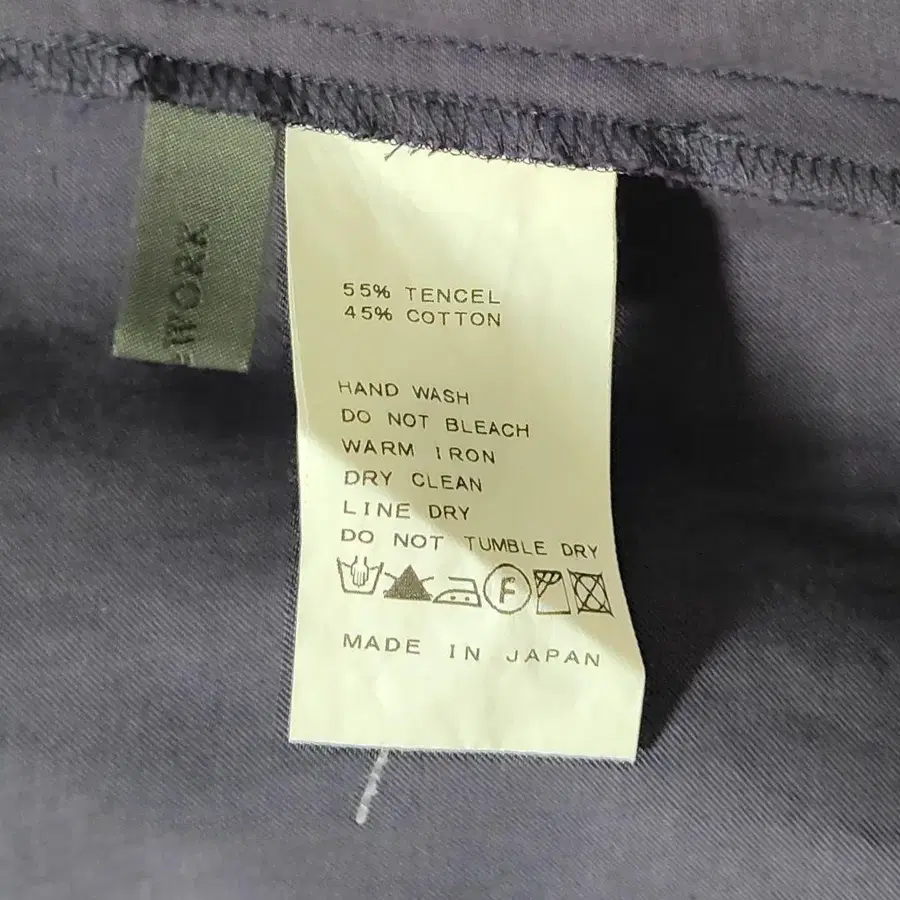 WORK
55% TENCEL
45% COTTON
HAND WASH
DO NOT BLEACH
WARM IRON
DRY CLEAN
LINE DRY
DO NOT TUMBLE DRY
F
MADE IN JAPAN